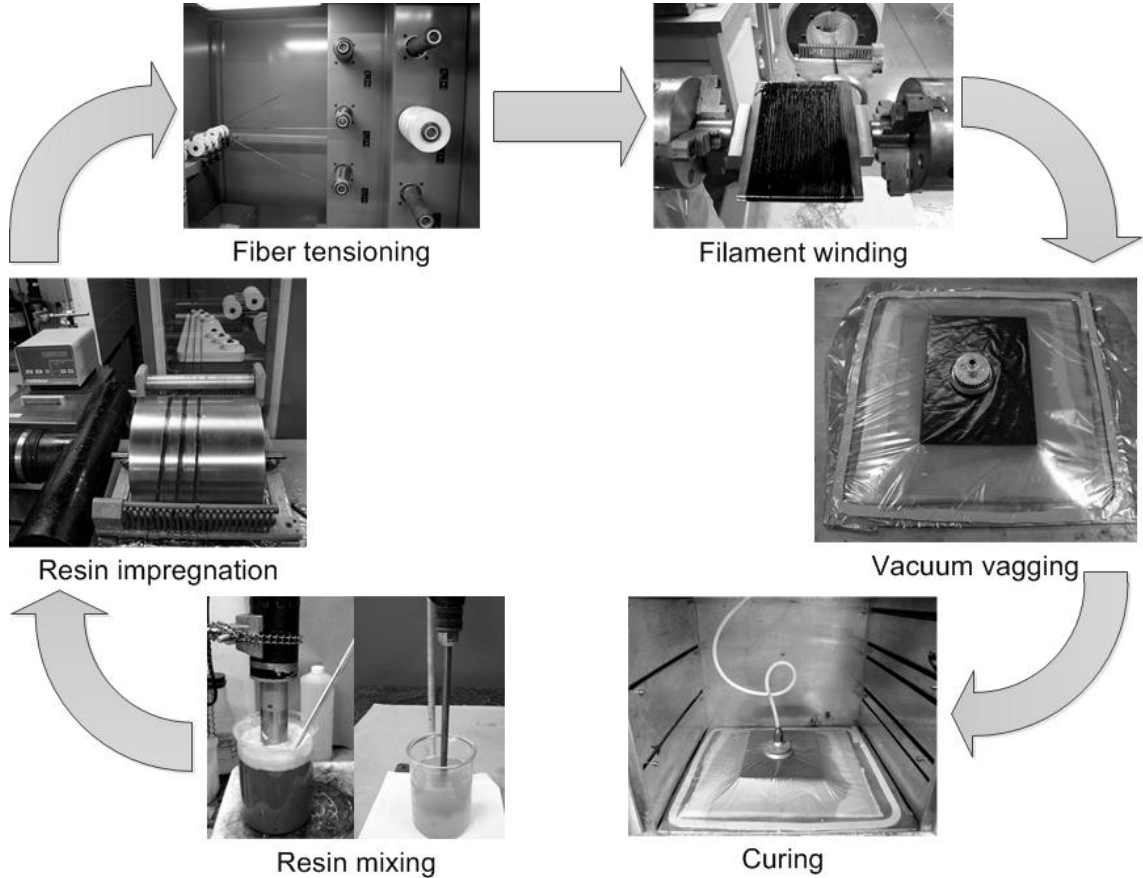 Fiber tensioning
Filament winding
Resin impregnation
Vacuum vagging
Resin mixing
Curing